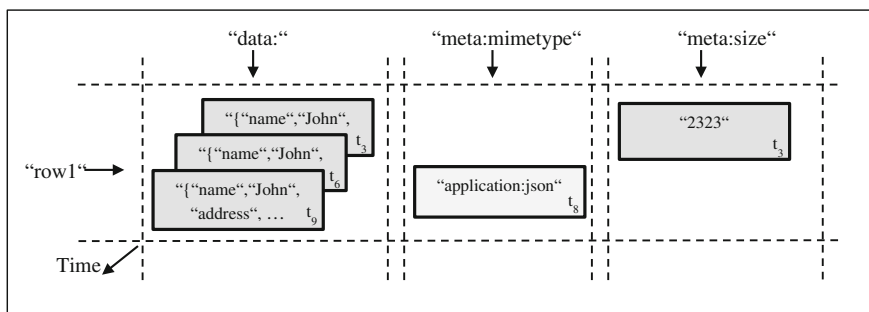 “data:“ “meta:mimetype“ “meta:size“
“{“name“,“John“,
t3
“2323“
t3
“{“name“,“John“,
t6
“row1“
“{“name“,“John“,
“address“, …
t9
“application:json“
t8
Time